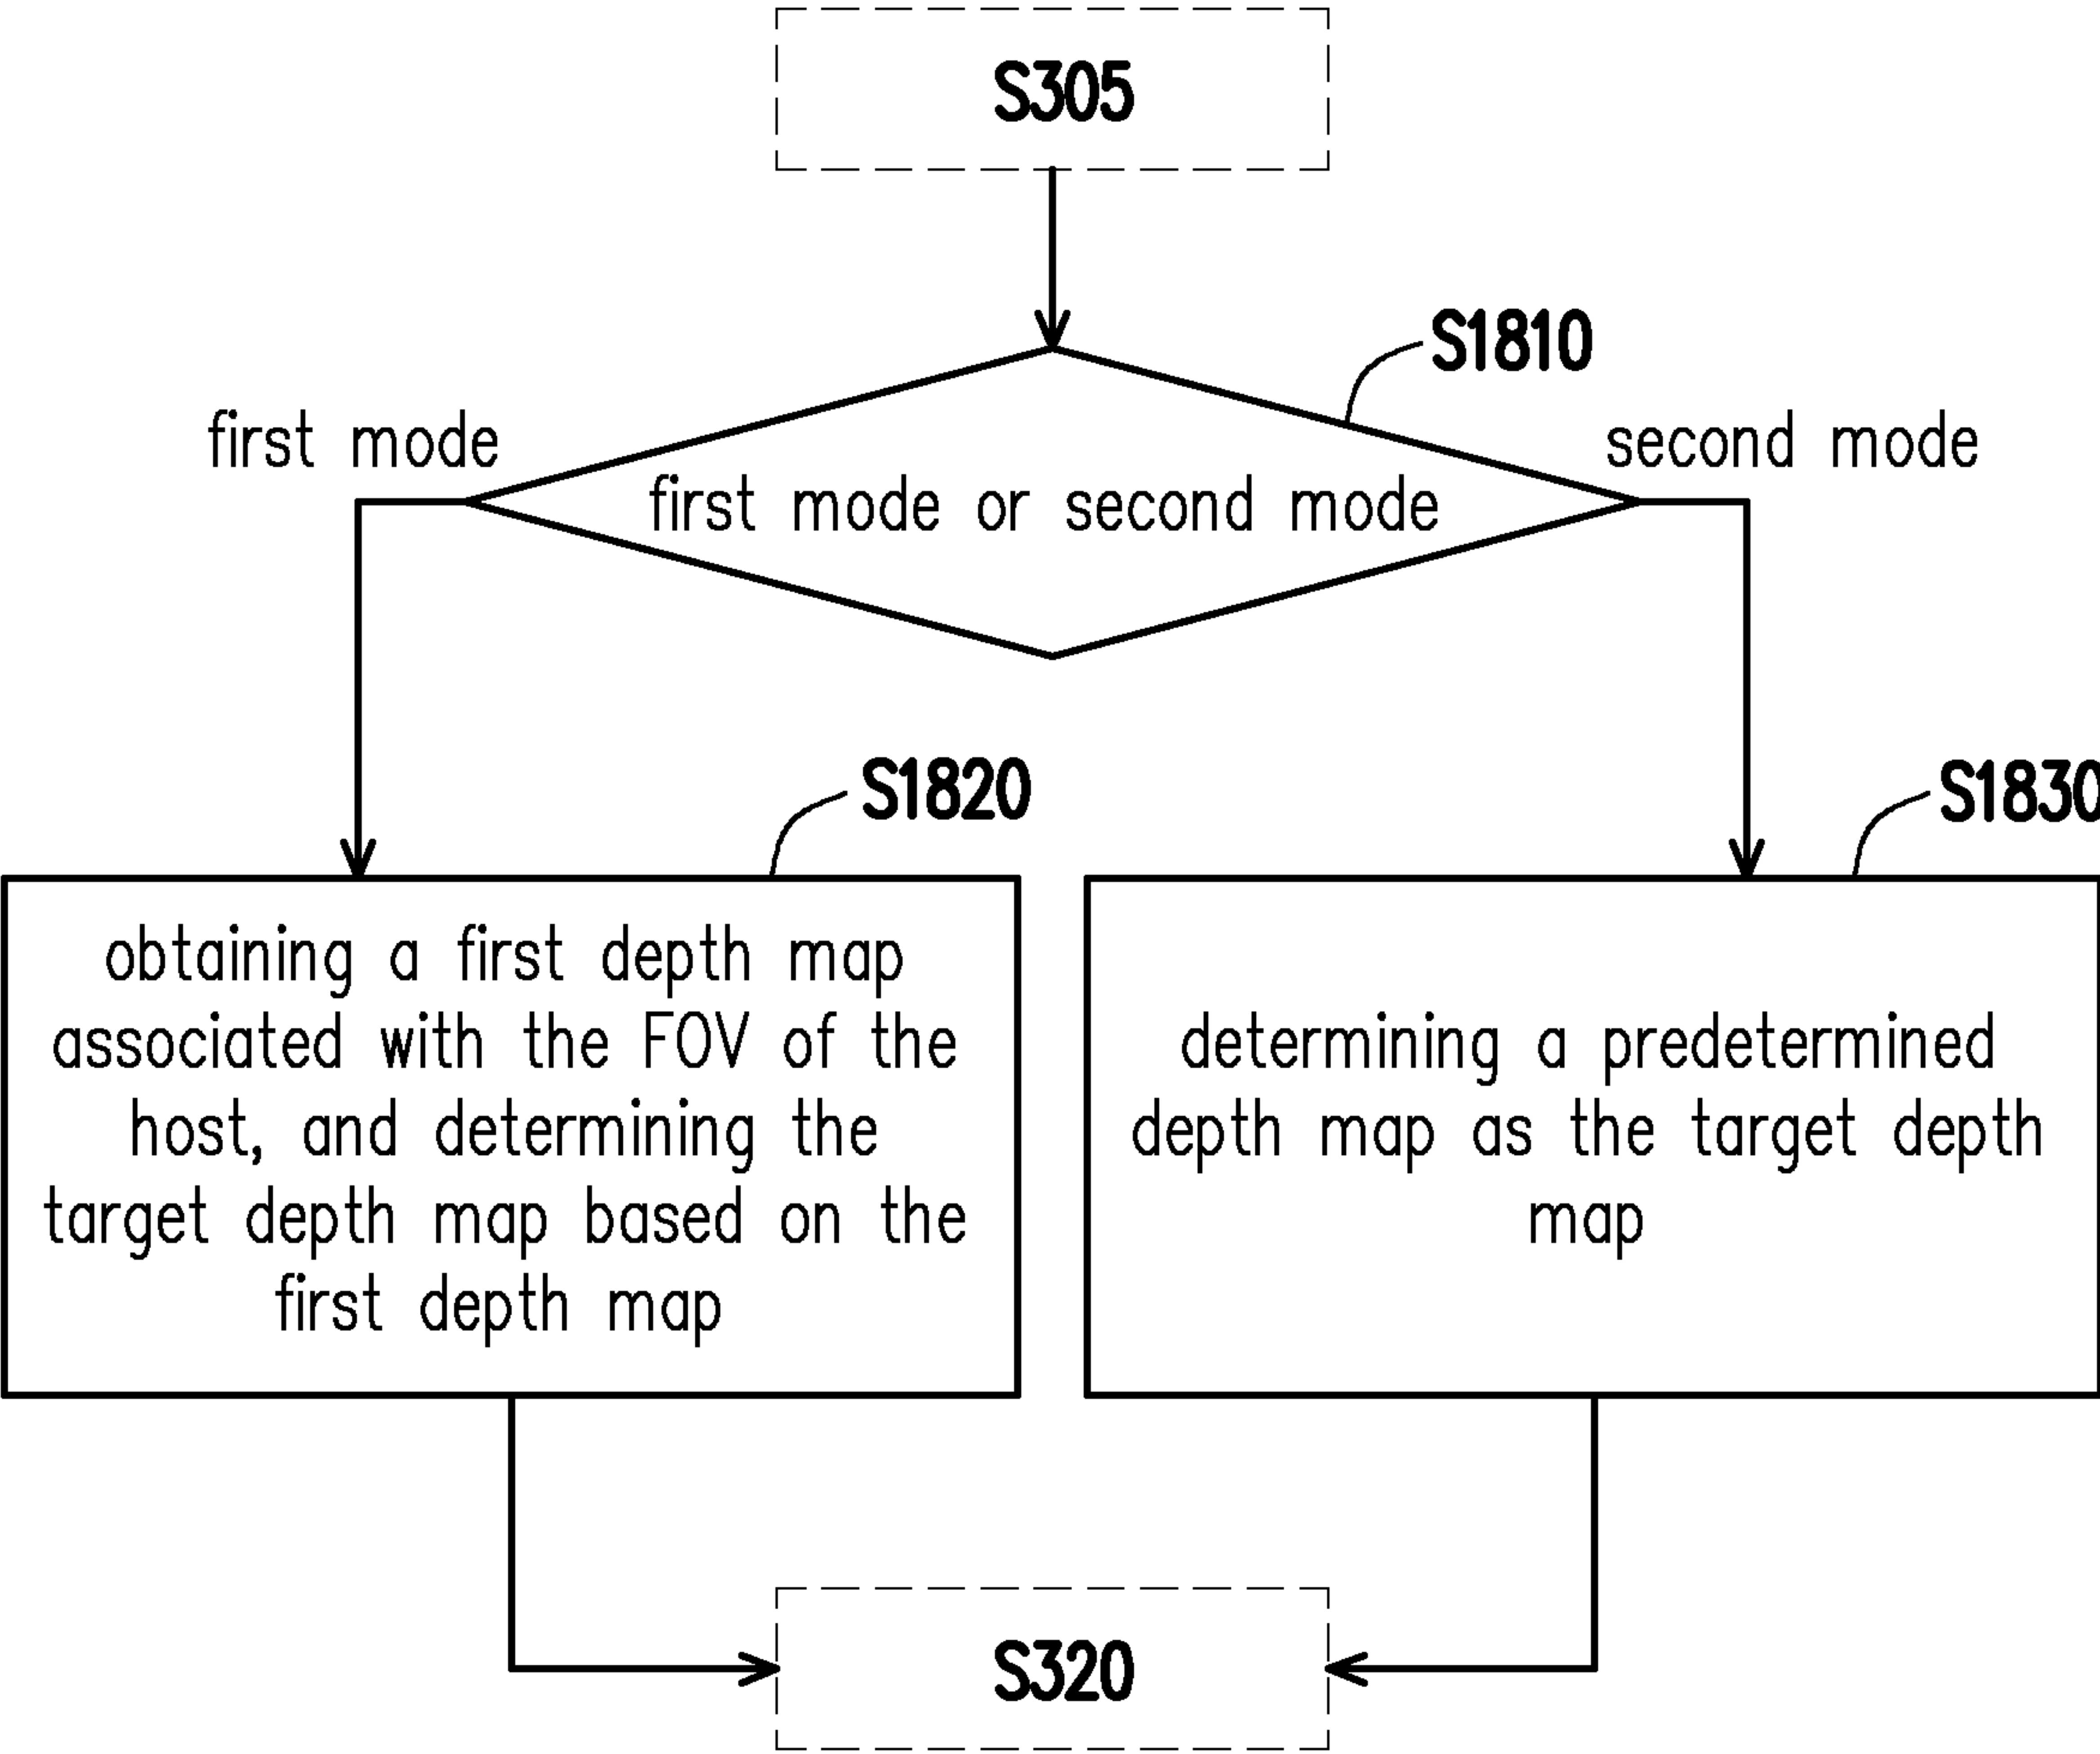 S305
S1810
first mode
second mode
first mode or second mode
S1820
S1830
obtaining a first depth map
associated with the FOV of the
host, and determining the
target depth map based on the
first depth map
determining a predetermined
depth map as the target depth
map
S320